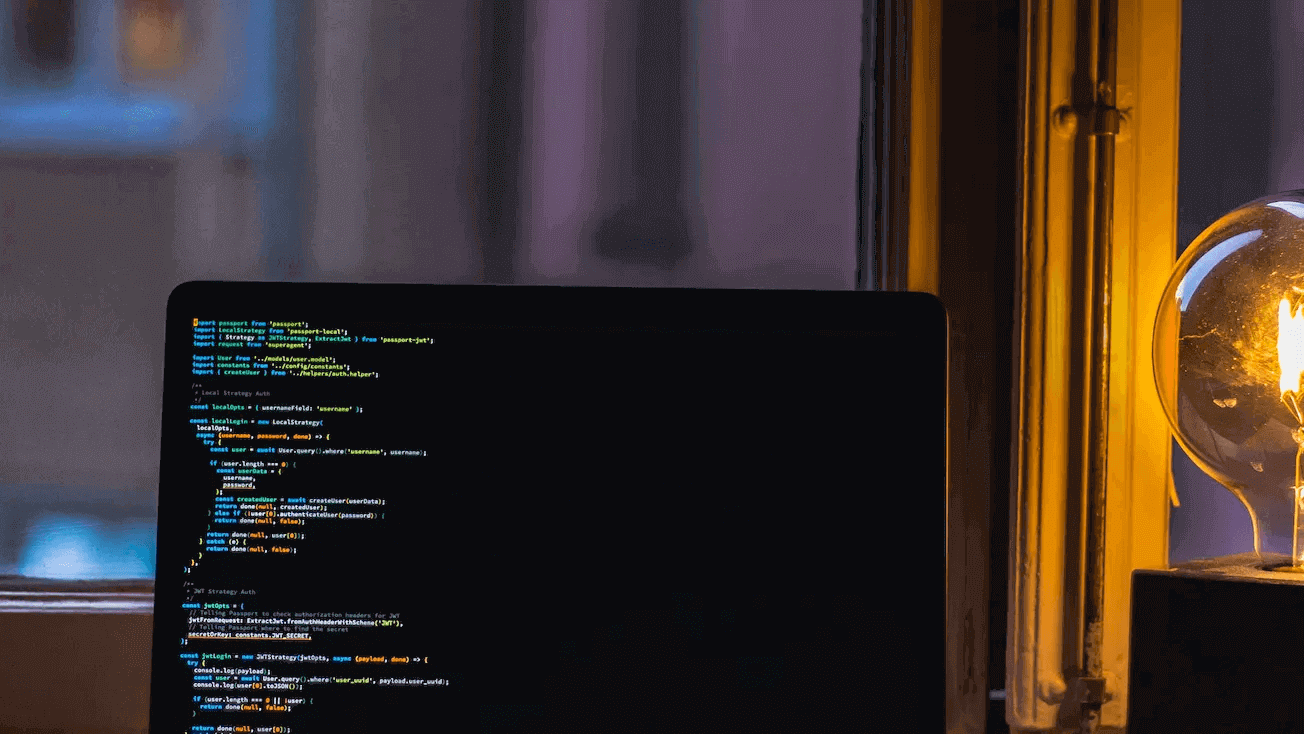 import passport from 'passport';
import LocalStrategy from 'passport-local';
import { Strategy as JWTStrategy, ExtractJwt } from 'passport-jwt';
import request from 'superagent';
import User from '../models/user.model';
import constants from '../config/constants';
import { createUser } from '../helpers/auth.helper';
/**
* Local Strategy Auth
*/
const localOpts = { usernameField: 'username' };
const localLogin = new LocalStrategy(
localOpts,
async (username, password, done) => {
try {
const user = await User.query().where('username', username);
if (user.length === 0) {
const userData = {
username,
password,
};
const createdUser = await createUser(userData);
return done(null, createdUser);
} else if (!user[0].authenticateUser(password)) {
return done(null, false);
}
return done(null, user[0]);
} catch (e) {
return done(null, false);
}
},
);
/**
* JWT Strategy Auth
*/
const jwtOpts = {
// Telling Passport to check authorization headers for JWT
jwtFromRequest: ExtractJwt.fromAuthHeaderWithScheme('JWT'),
// Telling Passport where to find the secret
secretOrKey: constants.JWT_SECRET,
};
const jwtLogin = new JWTStrategy(jwtOpts, async (payload, done) => {
try {
console.log(payload);
const user = await User.query().where('user_uuid', payload.user_uuid);
console.log(user[0].toJSON());
if (user.length === 0 || !user) {
return done(null, false);
}
return done(null, user[0]);